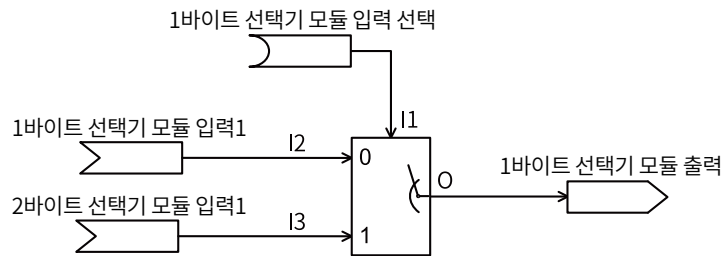 1바이트 선택기 모듈 입력 선택
I1
1바이트 선택기 모듈 입력1
I2
0
O
1바이트 선택기 모듈 출력
2바이트 선택기 모듈 입력1
I3
1